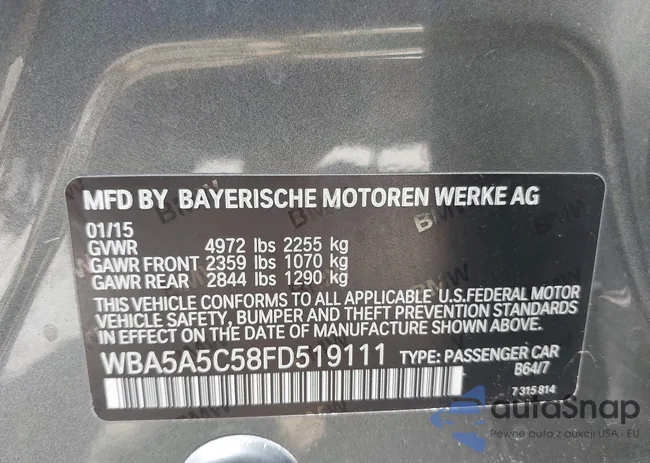 MFD BY BAYERISCHE MOTOREN WERKE AG
01/15
GVWR 4972 lbs 2255 kg
GAWR FRONT 2359 lbs 1070 kg
GAWR REAR 2844 lbs 1290 kg
THIS VEHICLE CONFORMS TO ALL APPLICABLE U.S.FEDERAL MOTOR
VEHICLE SAFETY, BUMPER AND THEFT PREVENTION STANDARDS
IN EFFECT ON THE DATE OF MANUFACTURE SHOWN ABOVE.
WBA5A5C58FD519111 TYPE: PASSENGER CAR
B64/7
7 315 814
autoSnap
Pewne auta z aukcji USA i EU